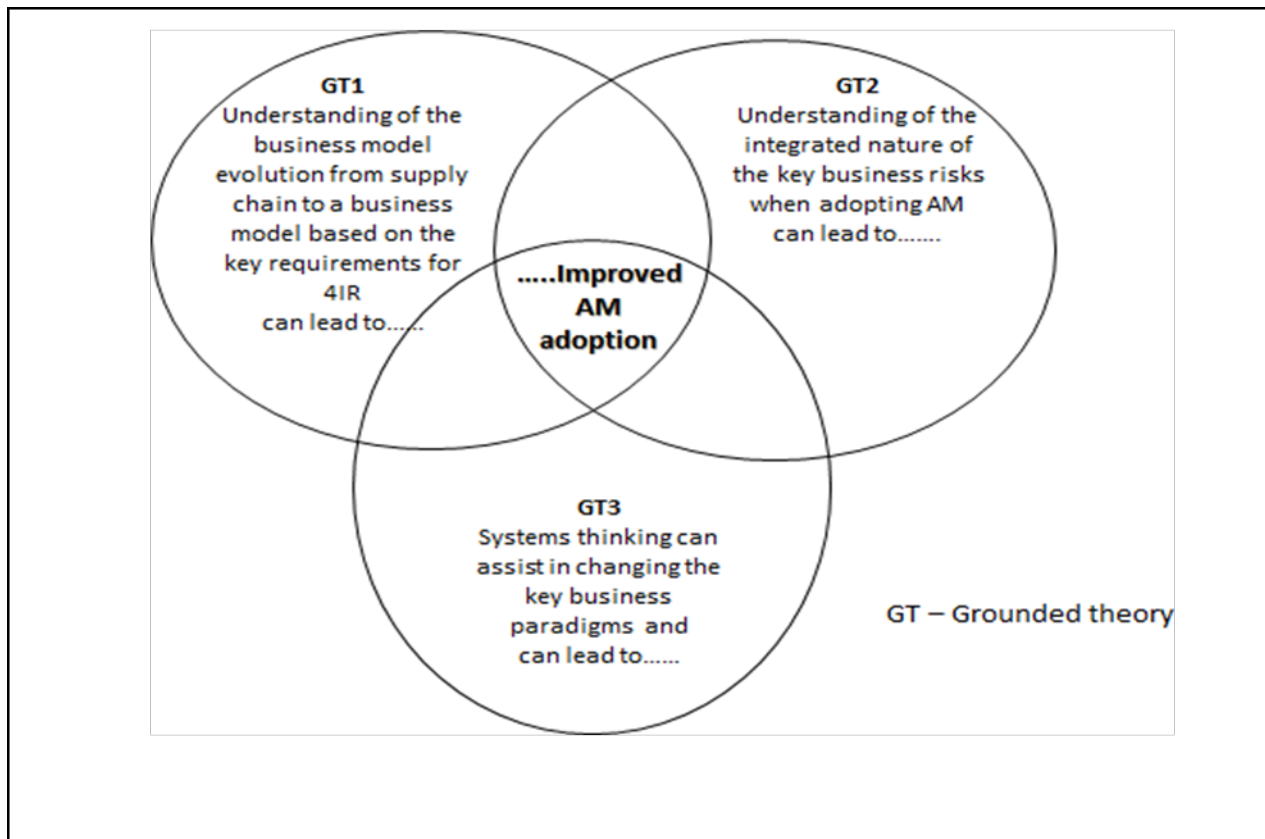 GT1
Understanding of the
business model
evolution from supply
chain to a business
model based on the
key requirements for
4IR
can lead to......
GT2
Understanding of the
integrated nature of
the key business risks
when adopting AM
can lead to.......
.....Improved
AM
adoption
GT3
Systems thinking can
assist in changing the
key business
paradigms and
can lead to......
GT – Grounded theory